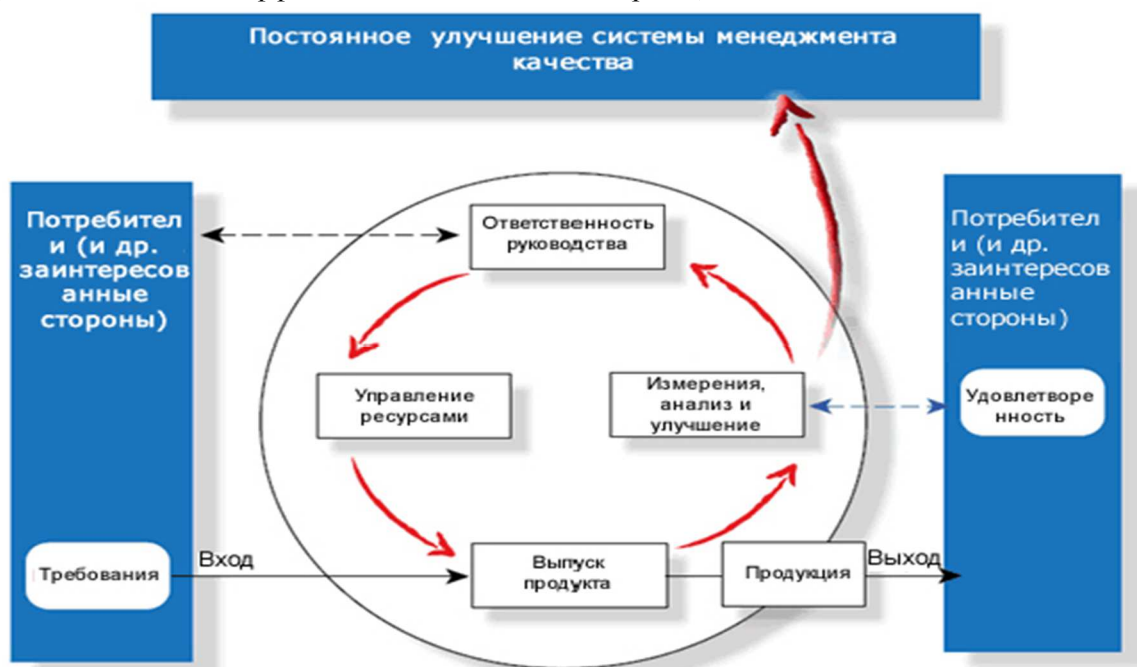 Постоянное улучшение системы менеджмента
качества
Потребител
и (и др.
заинтересов
анные
стороны)
Ответственность
руководства
Потребител
и (и др.
заинтересов
анные
стороны)
Управление
ресурсами
Измерения,
анализ и
улучшение
Удовлетворе
нность
Требования
Вход
Выпуск
продукта
Продукция
Выход